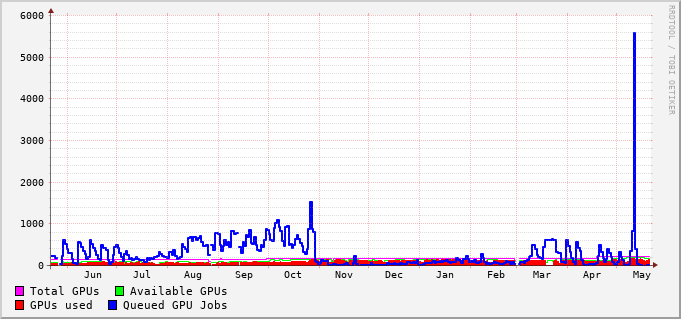 6000
5000
4000
3000
2000
1000
0
Jun Jul Aug Sep Oct Nov Dec Jan Feb Mar Apr May
Total GPUs Available GPUs
GPUs used Queued GPU Jobs
RRDTOOL / TOBI OETIKER